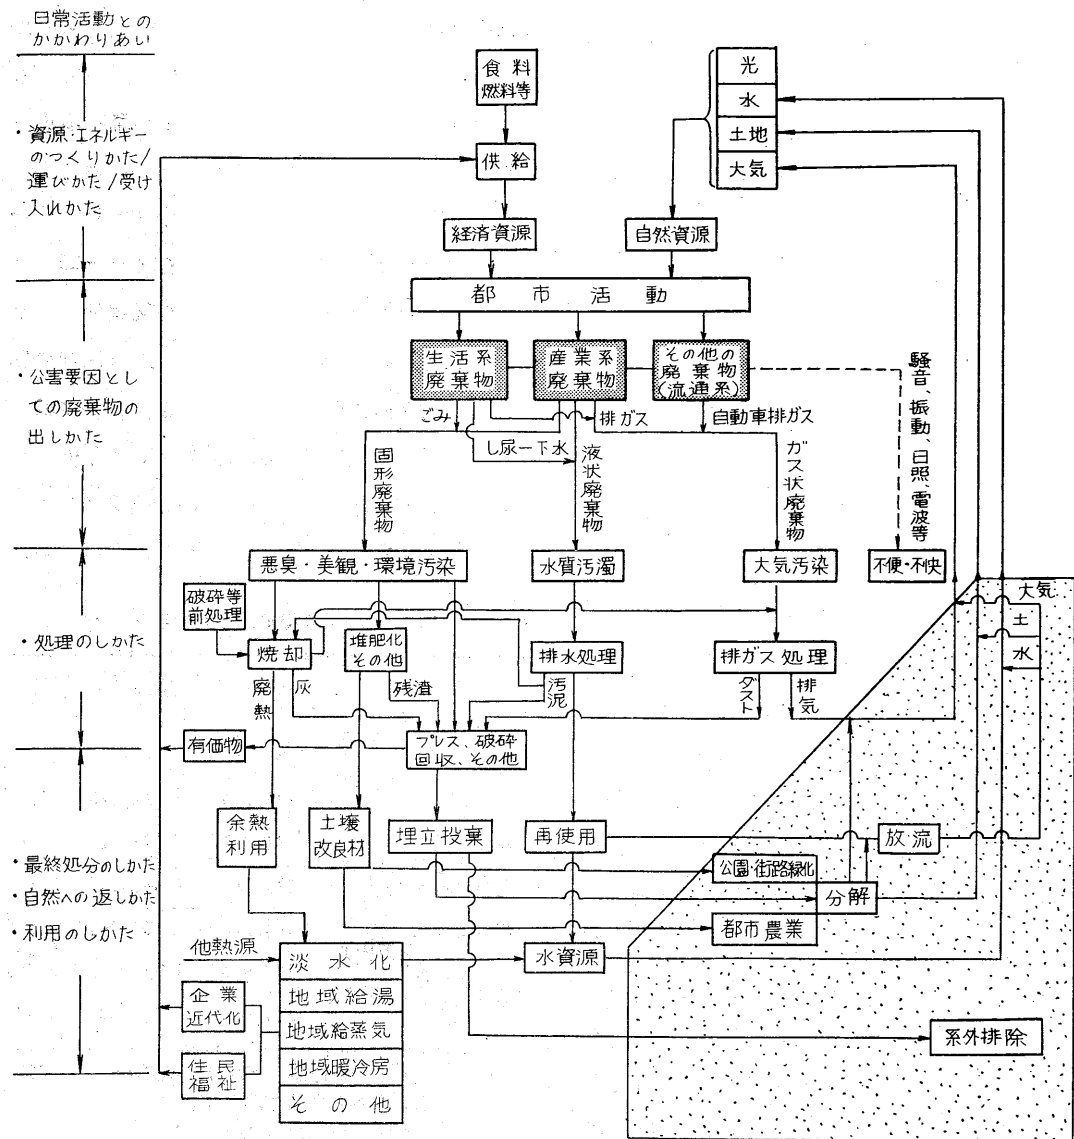 日常活動との
かかわりあい
・資源・エネルギー
のつくりかた/
運びかた/受け
入れかた
・公害要因とし
ての廃棄物の
出しかた
・処理のしかた
・最終処分のしかた
・自然への返しかた
・利用のしかた
食料
燃料等
供給
経済資源
光
水
土地
大気
自然資源
都市活動
生活系
廃棄物
産業系
廃棄物
その他の
廃棄物
(流通系)
ごみ
排ガス
自動車排ガス
し尿ー下水
固形廃棄物
液状廃棄物
ガス状廃棄物
騒音、振動、日照、電波等
悪臭・美観・環境汚染
水質汚濁
大気汚染
不便・不快
破砕等
前処理
焼却
堆肥化
その他
排水処理
排ガス処理
大気
土
水
廃熱
灰
残渣
汚泥
ダスト
排気
有価物
プレス、破砕
回収、その他
余熱
利用
土壌
改良材
埋立投棄
再使用
放流
公園・街路緑化
分解
都市農業
他熱源
淡水化
地域給湯
地域給蒸気
地域暖冷房
その他
水資源
企業
近代化
住民
福祉
系外排除